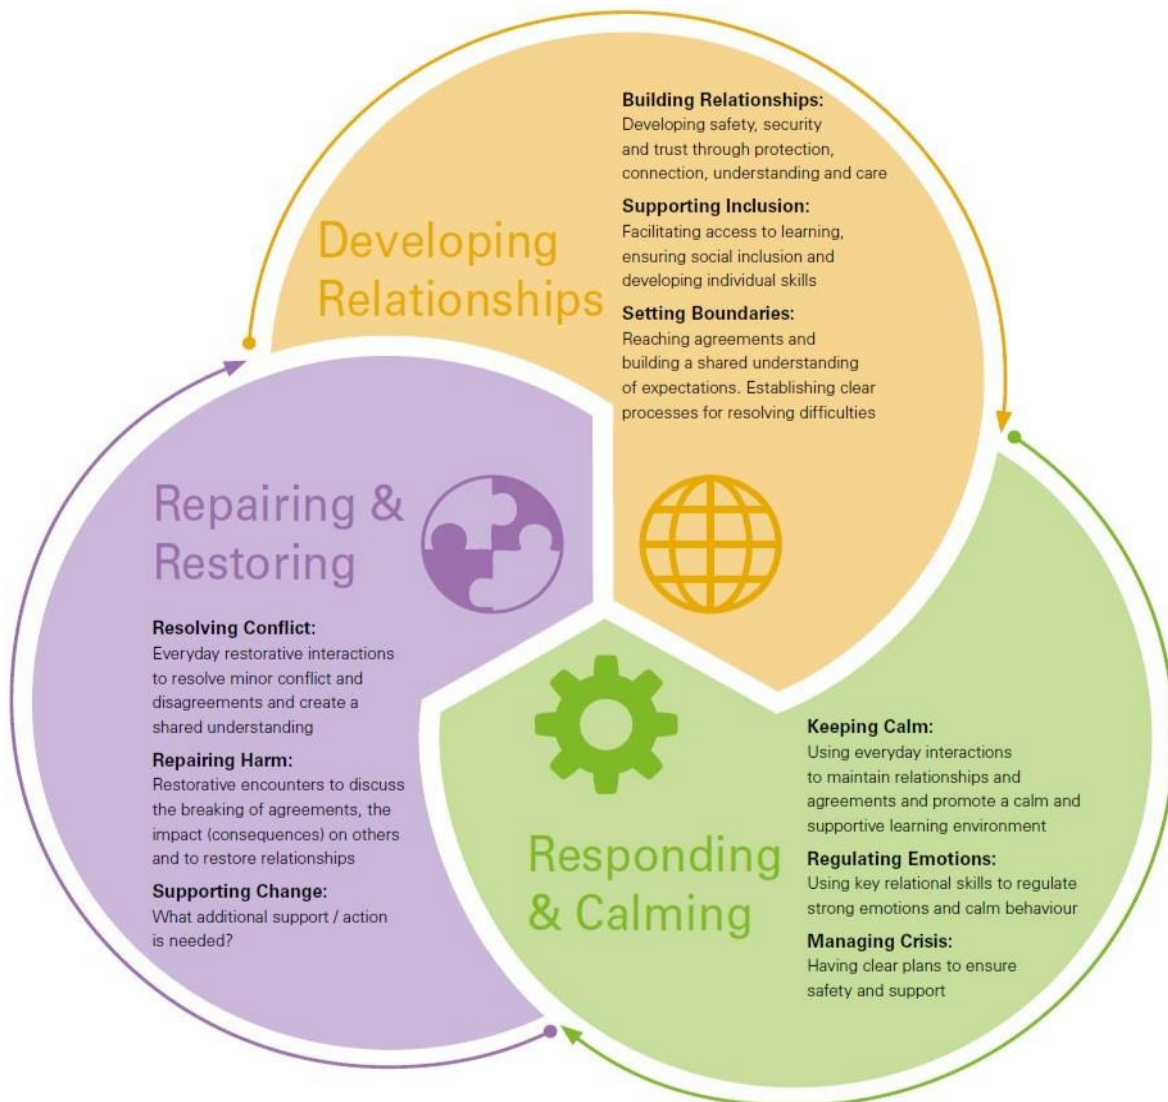 Developing
Relationships
Building Relationships:
Developing safety, security
and trust through protection,
connection, understanding and care
Supporting Inclusion:
Facilitating access to learning,
ensuring social inclusion and
developing individual skills
Setting Boundaries:
Reaching agreements and
building a shared understanding
of expectations. Establishing clear
processes for resolving difficulties
Responding
& Calming
Keeping Calm:
Using everyday interactions
to maintain relationships and
agreements and promote a calm and
supportive learning environment
Regulating Emotions:
Using key relational skills to regulate
strong emotions and calm behaviour
Managing Crisis:
Having clear plans to ensure
safety and support
Repairing &
Restoring
Resolving Conflict:
Everyday restorative interactions
to resolve minor conflict and
disagreements and create a
shared understanding
Repairing Harm:
Restorative encounters to discuss
the breaking of agreements, the
impact (consequences) on others
and to restore relationships
Supporting Change:
What additional support / action
is needed?